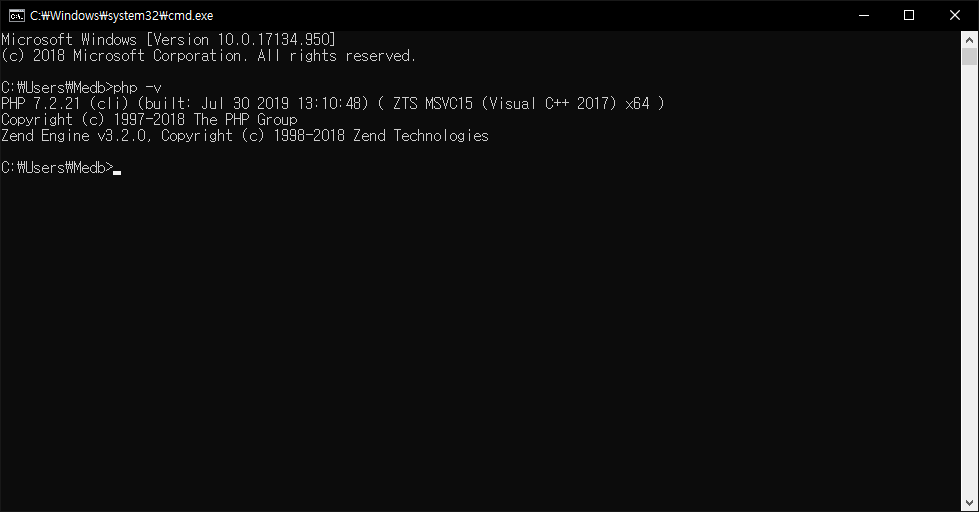 C:₩Windows₩system32₩cmd.exe
Microsoft Windows [Version 10.0.17134.950]
(c) 2018 Microsoft Corporation. All rights reserved.
C:₩Users₩Medb>php -v
PHP 7.2.21 (cli) (built: Jul 30 2019 13:10:48) ( ZTS MSVC15 (Visual C++ 2017) x64 )
Copyright (c) 1997-2018 The PHP Group
Zend Engine v3.2.0, Copyright (c) 1998-2018 Zend Technologies
C:₩Users₩Medb>